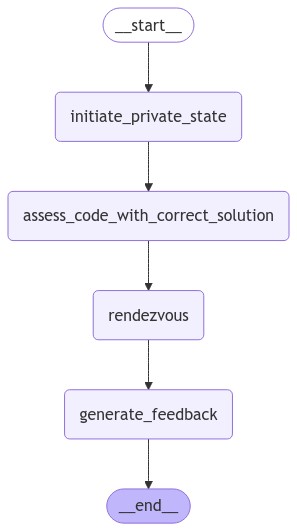 __start__
initiate_private_state
assess_code_with_correct_solution
rendezvous
generate_feedback
__end__